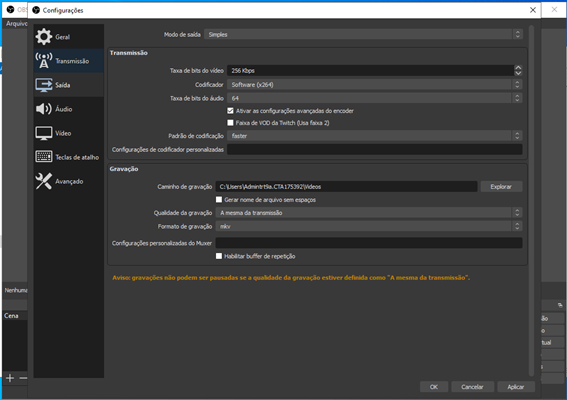 Configurações
Arquivo
Geral
Transmissão
Saída
Áudio
Vídeo
Teclas de atalho
Avançado
Modo de saída Simples
Transmissão
Taxa de bits do vídeo 256 Kbps
Codificador Software (x264)
Taxa de bits do áudio 64
Ativar as configurações avançadas do encoder
Faixa de VOD da Twitch (Usa faixa 2)
Padrão de codificação faster
Configurações de codificador personalizadas
Gravação
Caminho de gravação C:\Users\Admintrt9a.CTA175392\Videos Explorar
Gerar nome de arquivo sem espaços
Qualidade da gravação A mesma da transmissão
Formato de gravação mkv
Configurações personalizadas do Muxer
Habilitar buffer de repetição
Aviso: gravações não podem ser pausadas se a qualidade da gravação estiver definida como "A mesma da transmissão".
Nenhuma
Cena
OK Cancelar Aplicar